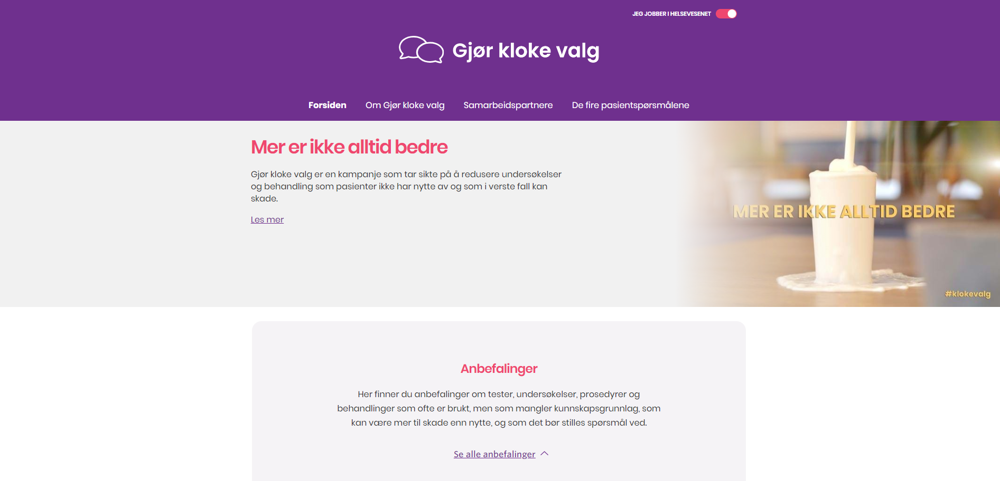 JEG JOBBER I HELSEVESENET
Gjør kloke valg
Forsiden Om Gjør kloke valg Samarbeidspartnere De fire pasientspørsmålene
Mer er ikke alltid bedre
Gjør kloke valg er en kampanje som tar sikte på å redusere undersøkelser
og behandling som pasienter ikke har nytte av og som i verste fall kan
skade.
Les mer
MER ER IKKE ALLTID BEDRE
#klokevalg
Anbefalinger
Her finner du anbefalinger om tester, undersøkelser, prosedyrer og
behandlinger som ofte er brukt, men som mangler kunnskapsgrunnlag, som
kan være mer til skade enn nytte, og som det bør stilles spørsmål ved.
Se alle anbefalinger